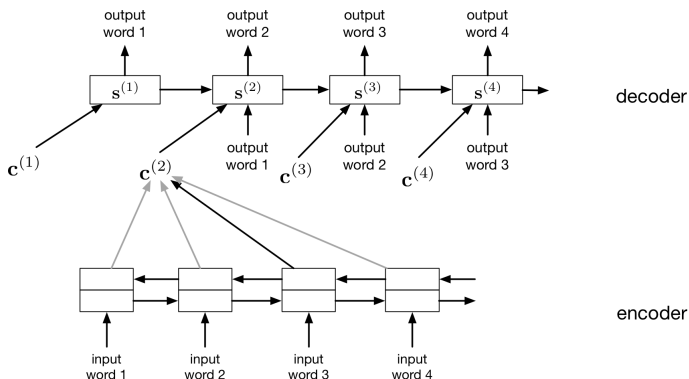 output output output output
word 1 word 2 word 3 word 4
s(1) s(2) s(3) s(4)
decoder
output output output
word 1 word 2 word 3
c(1) c(2) c(3) c(4)
encoder
input input input input
word 1 word 2 word 3 word 4